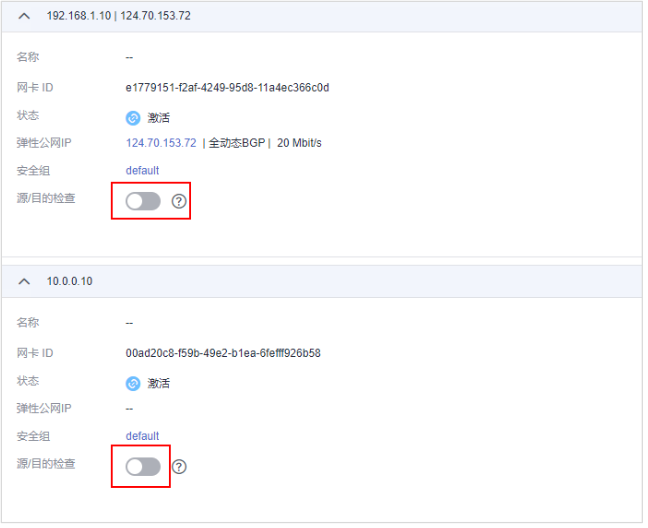 192.168.1.10 | 124.70.153.72
名称 --
网卡 ID e1779151-f2af-4249-95d8-11a4ec366c0d
状态 激活
弹性公网IP 124.70.153.72 | 全动态BGP | 20 Mbit/s
安全组 default
源/目的检查 ?
10.0.0.10
名称 --
网卡 ID 00ad20c8-f59b-49e2-b1ea-6fefff926b58
状态 激活
弹性公网IP --
安全组 default
源/目的检查 ?